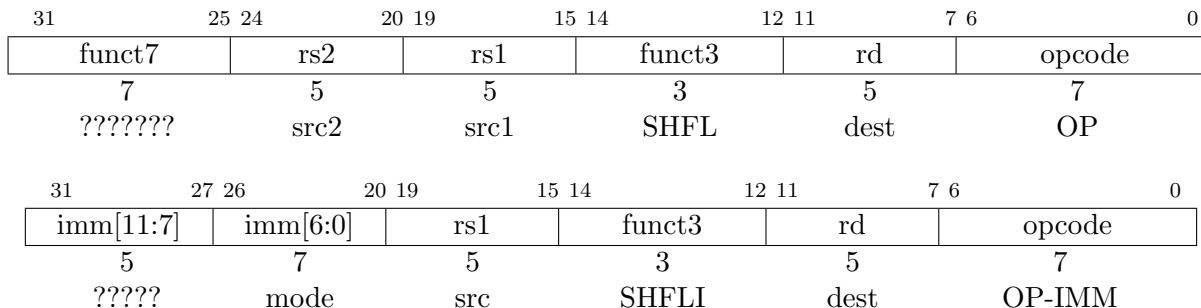 31 25 24 20 19 15 14 12 11 7 6 0
funct7 rs2 rs1 funct3 rd opcode
7 5 5 3 5 7
??????? src2 src1 SHFL dest OP
31 27 26 20 19 15 14 12 11 7 6 0
imm[11:7] imm[6:0] rs1 funct3 rd opcode
5 7 5 3 5 7
????? mode src SHFLI dest OP-IMM